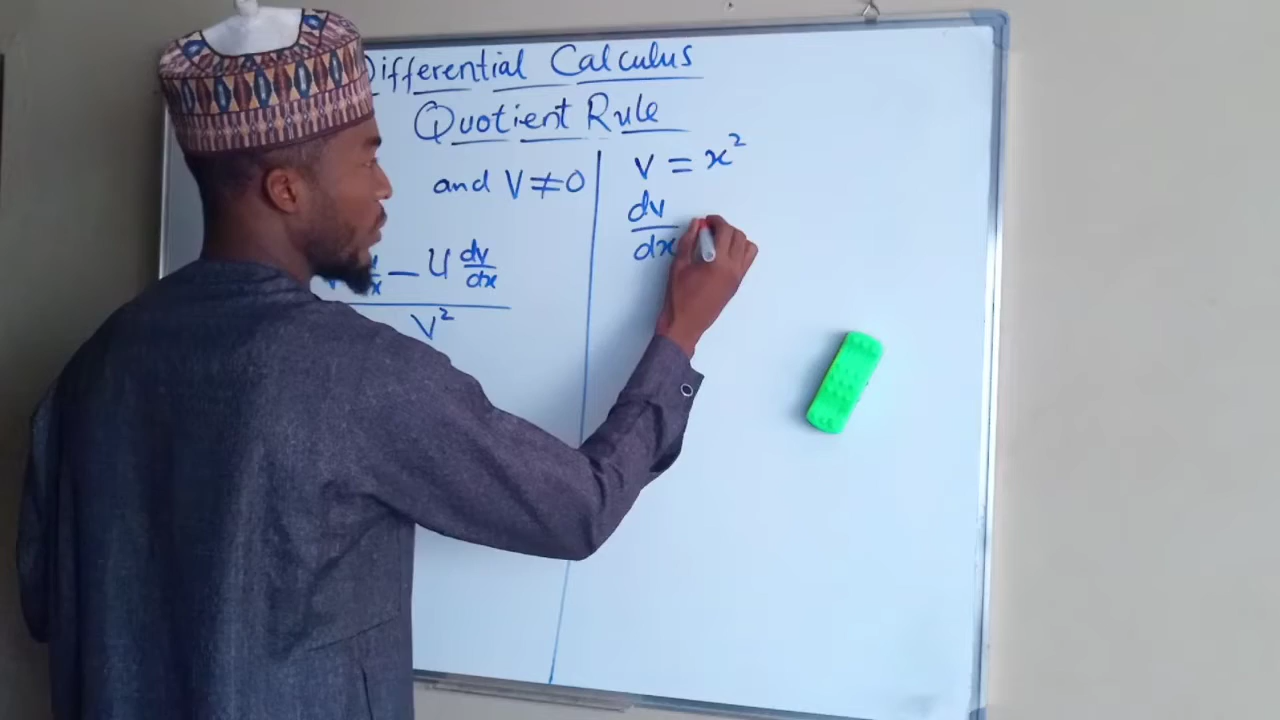 Differential Calculus
Quotient Rule
and V ≠ 0
− U dv/dx
V²
V = x²
dv/dx